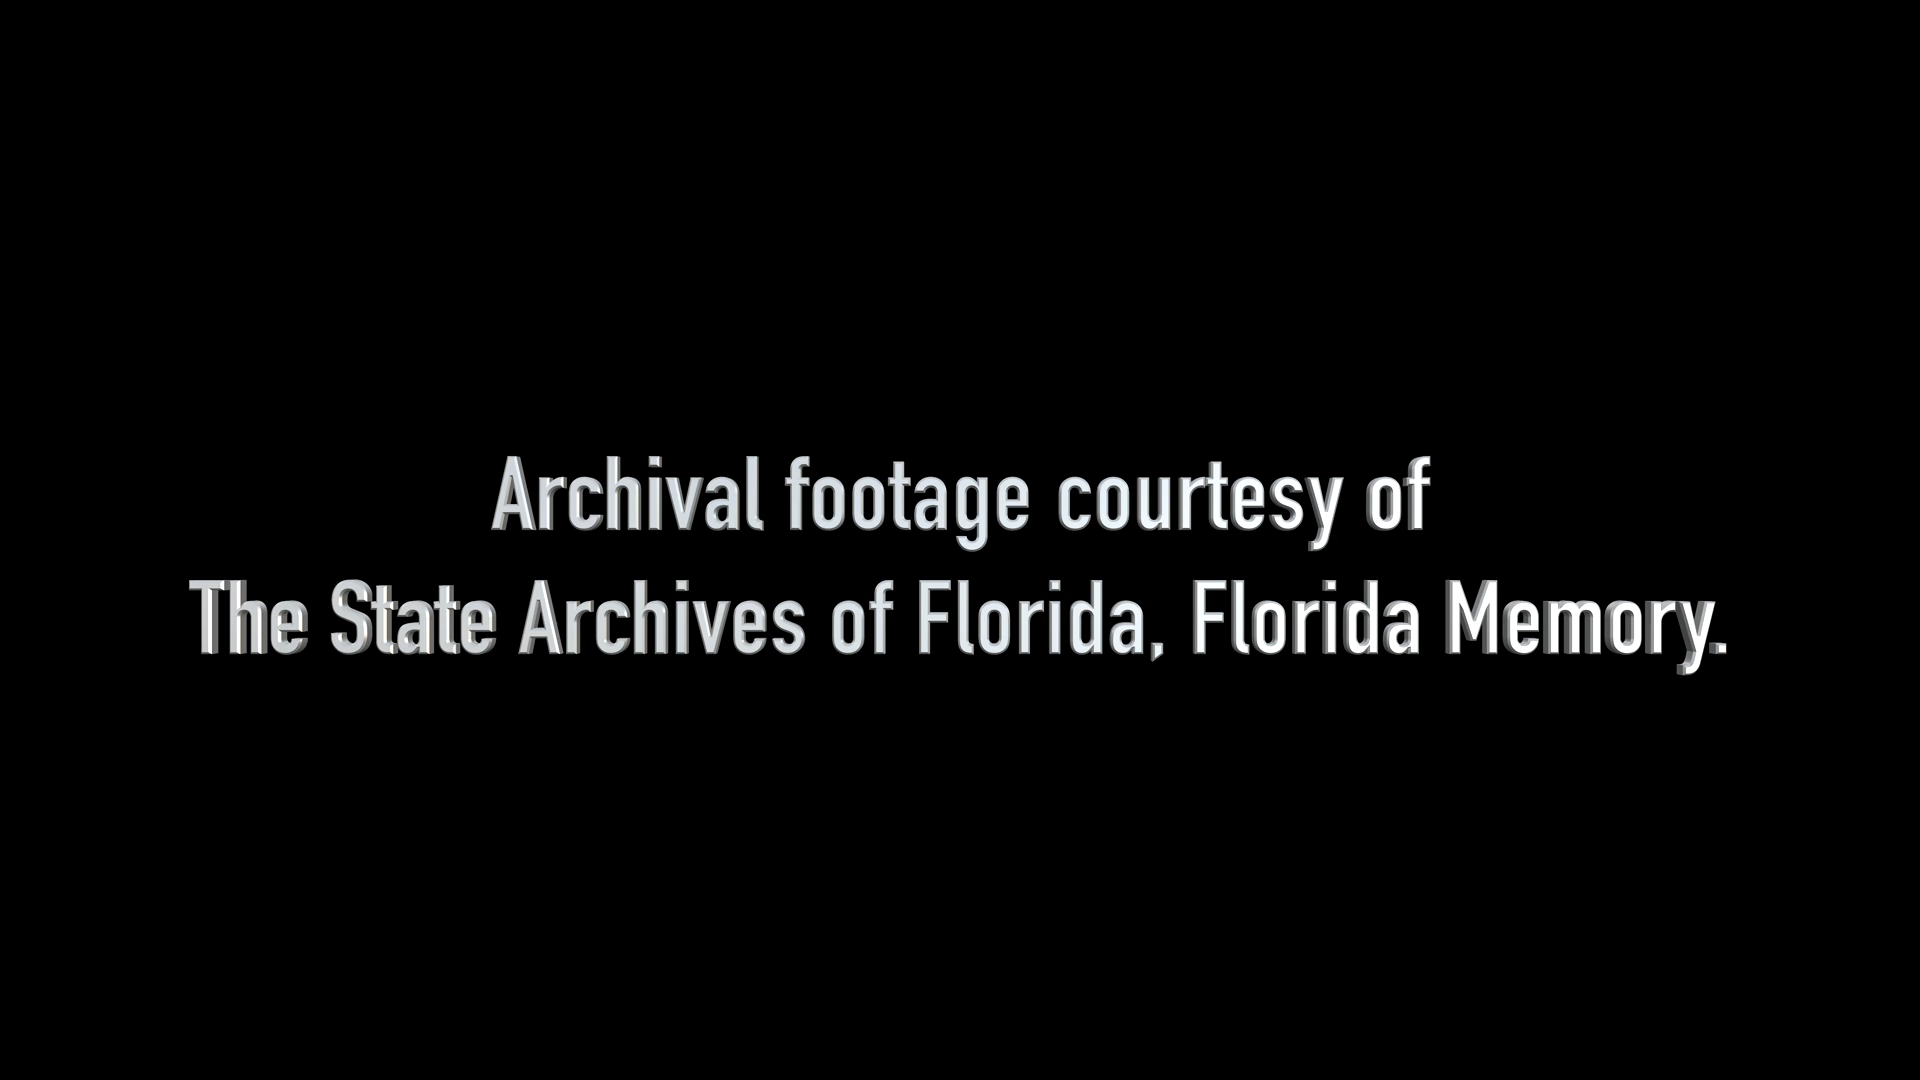 Archival footage courtesy of
The State Archives of Florida, Florida Memory.